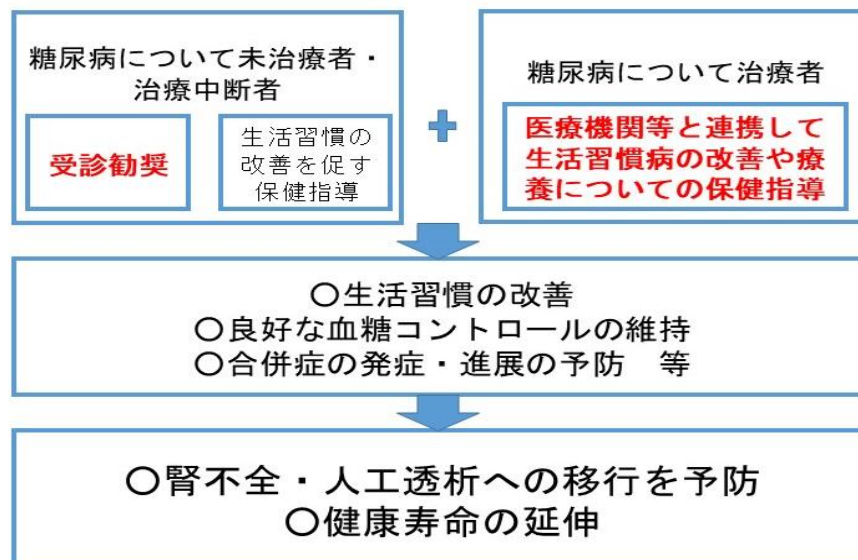 糖尿病について未治療者・
治療中断者
受診勧奨
生活習慣の
改善を促す
保健指導
+
糖尿病について治療者
医療機関等と連携して
生活習慣病の改善や療
養についての保健指導
〇生活習慣の改善
〇良好な血糖コントロールの維持
〇合併症の発症・進展の予防　等
〇腎不全・人工透析への移行を予防
〇健康寿命の延伸